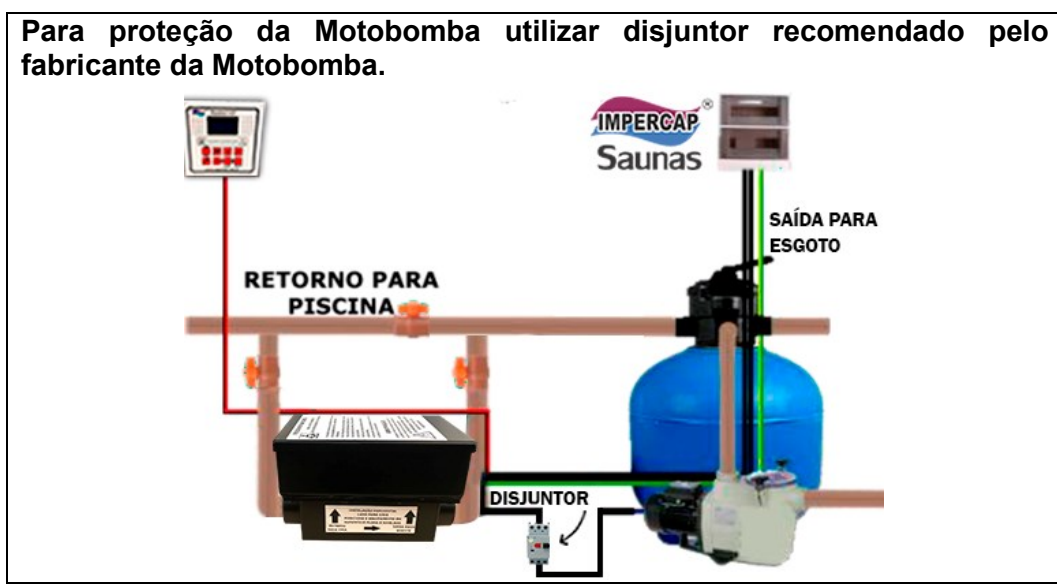 Para proteção da Motobomba utilizar disjuntor recomendado pelo
fabricante da Motobomba.
IMPERCAP®
Saunas
SAÍDA PARA
ESGOTO
RETORNO PARA
PISCINA
DISJUNTOR